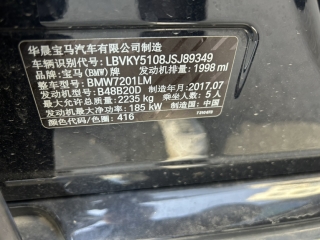 华晨宝马汽车有限公司制造
车辆识别代号: LBVKY5108JSJ89349
品牌: 宝马(BMW)牌 发动机排量: 1998 ml
整车型号: BMW7201LM
发动机型号: B48B20D 制造年月: 2017.07
最大允许总质量: 2235 kg 乘坐人数: 5人
发动机最大净功率: 185 kW 制造国: 中国
颜色代码: 416